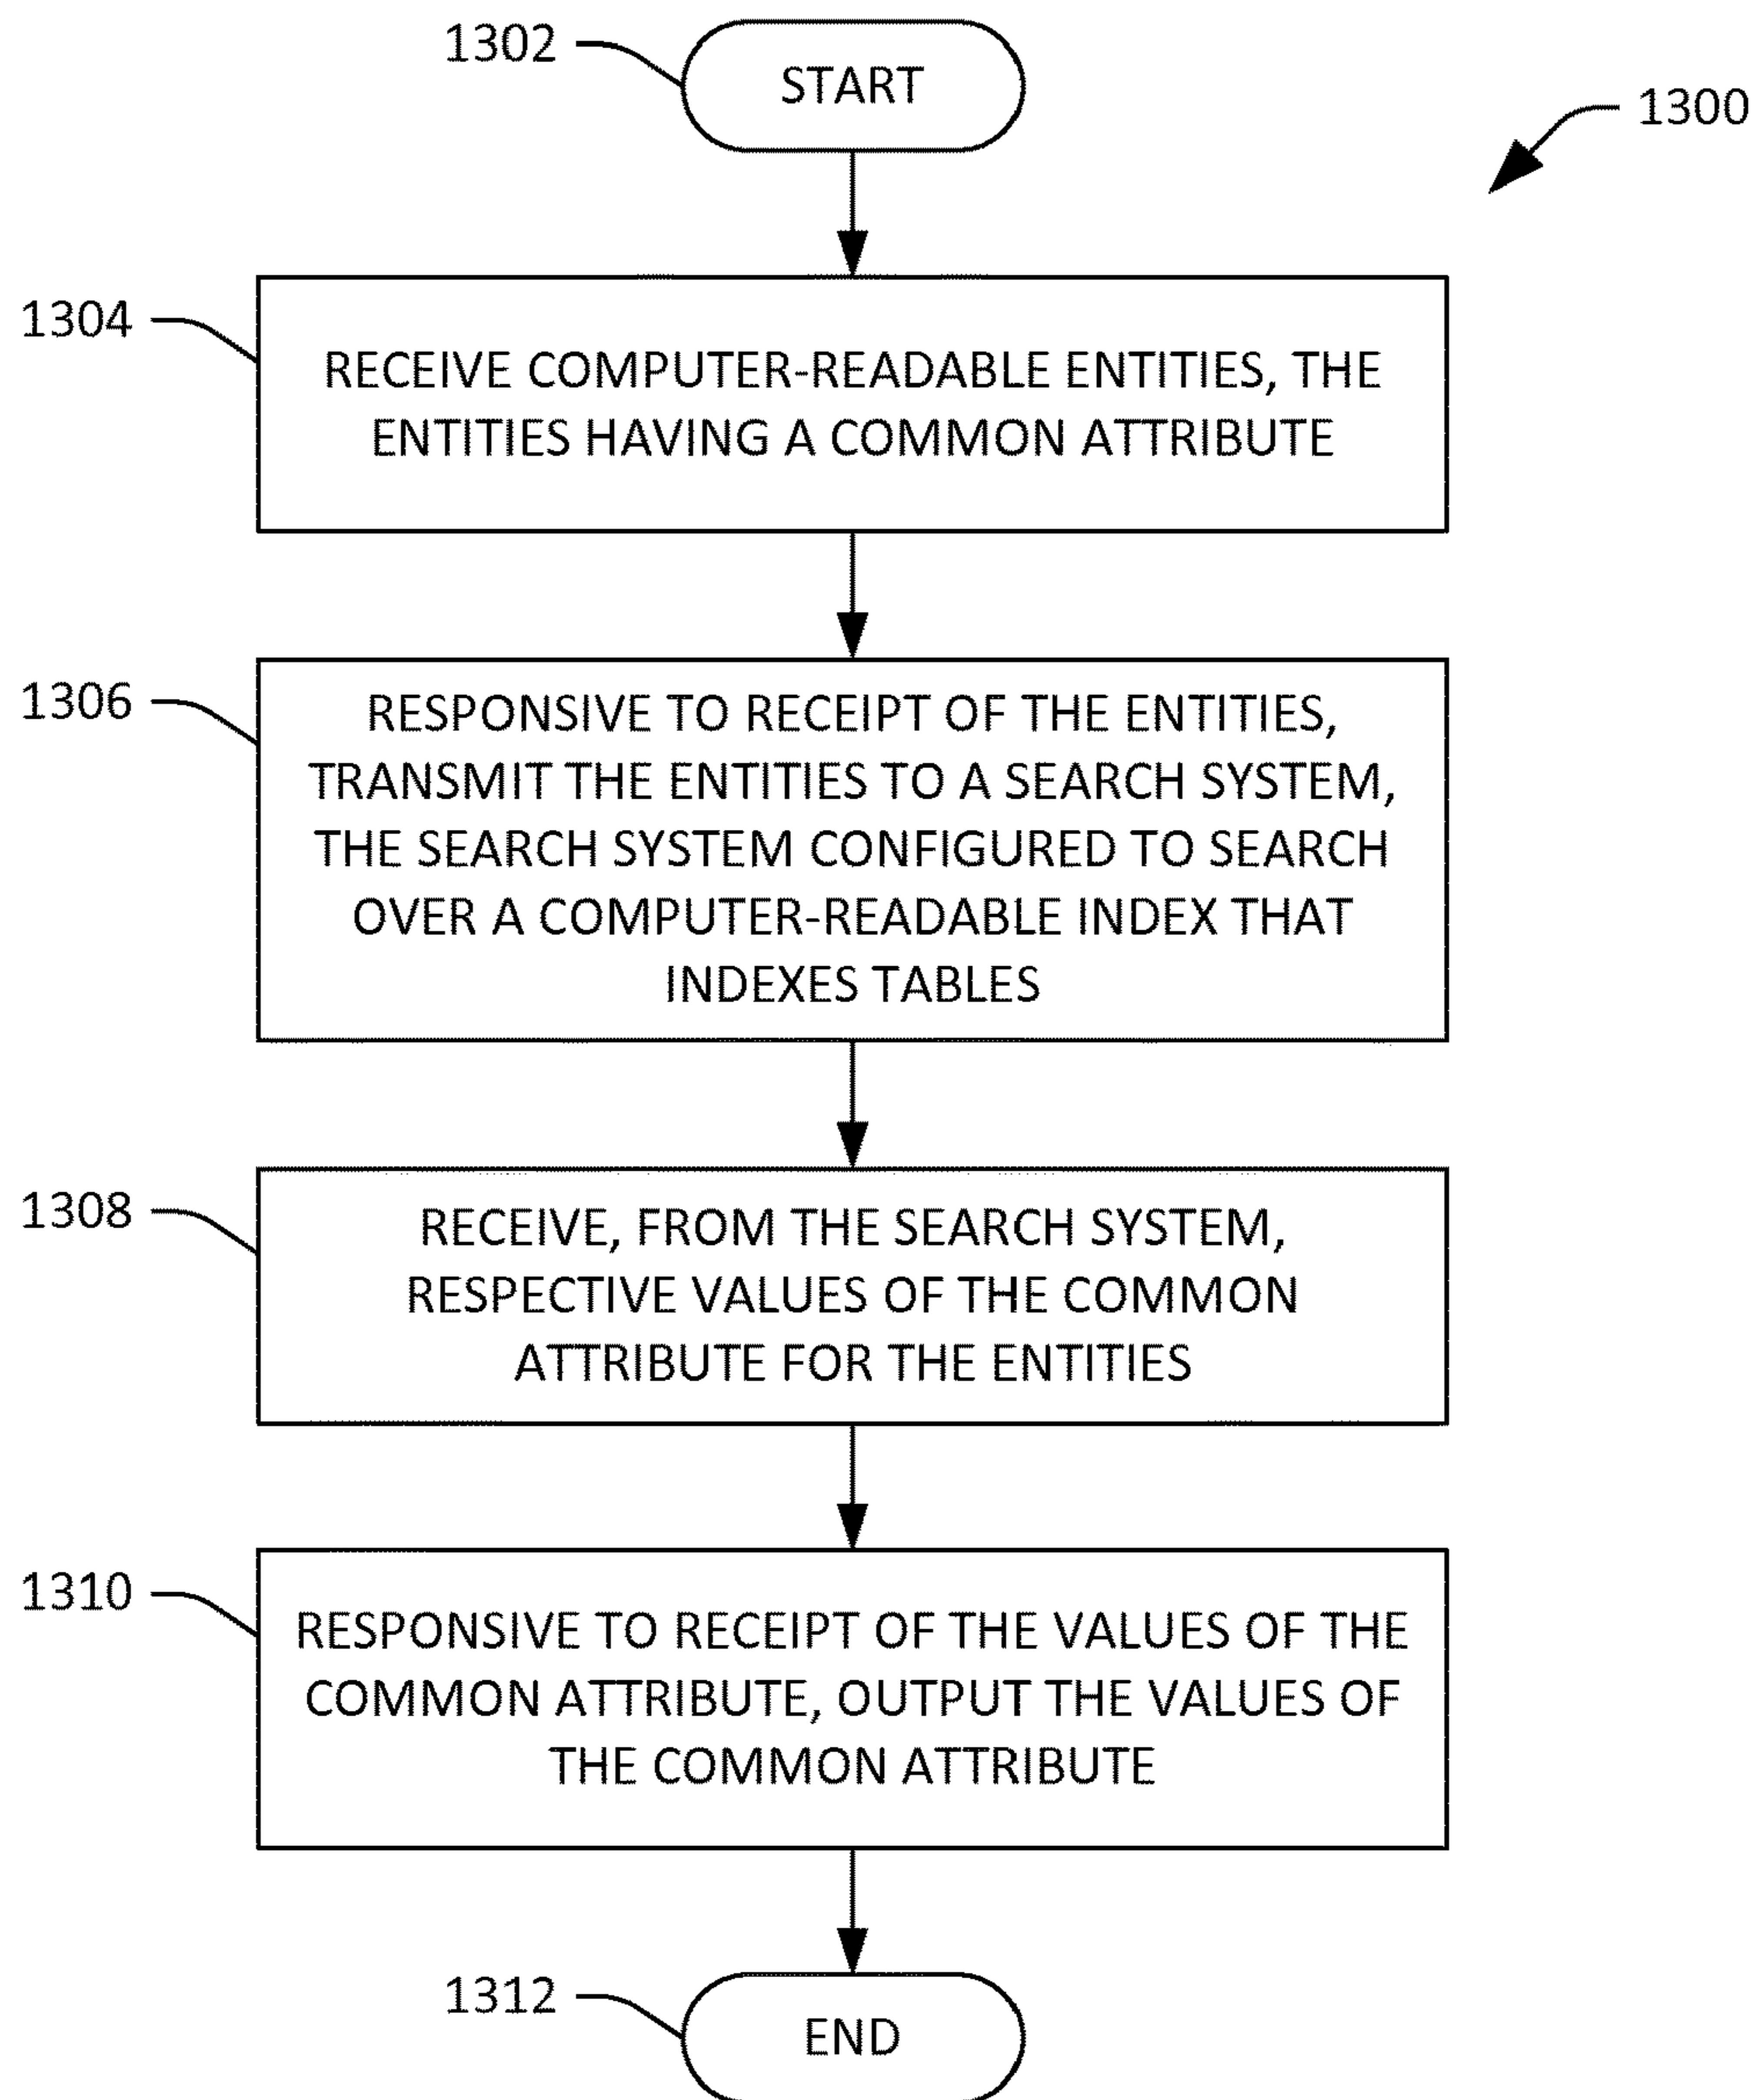 1302
START
1300
1304
RECEIVE COMPUTER-READABLE ENTITIES, THE
ENTITIES HAVING A COMMON ATTRIBUTE
1306
RESPONSIVE TO RECEIPT OF THE ENTITIES,
TRANSMIT THE ENTITIES TO A SEARCH SYSTEM,
THE SEARCH SYSTEM CONFIGURED TO SEARCH
OVER A COMPUTER-READABLE INDEX THAT
INDEXES TABLES
1308
RECEIVE, FROM THE SEARCH SYSTEM,
RESPECTIVE VALUES OF THE COMMON
ATTRIBUTE FOR THE ENTITIES
1310
RESPONSIVE TO RECEIPT OF THE VALUES OF THE
COMMON ATTRIBUTE, OUTPUT THE VALUES OF
THE COMMON ATTRIBUTE
1312
END